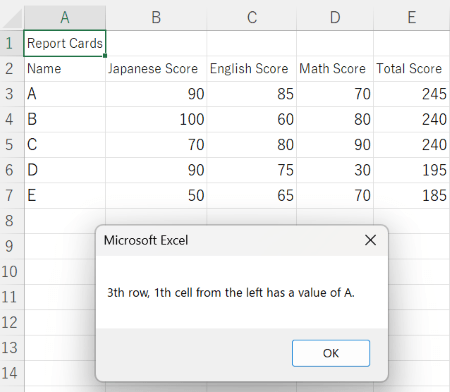 A B C D E
1 Report Cards
2 Name Japanese Score English Score Math Score Total Score
3 A 90 85 70 245
4 B 100 60 80 240
5 C 70 80 90 240
6 D 90 75 30 195
7 E 50 65 70 185
8
9
10
11
12
13
14
Microsoft Excel
3th row, 1th cell from the left has a value of A.
OK